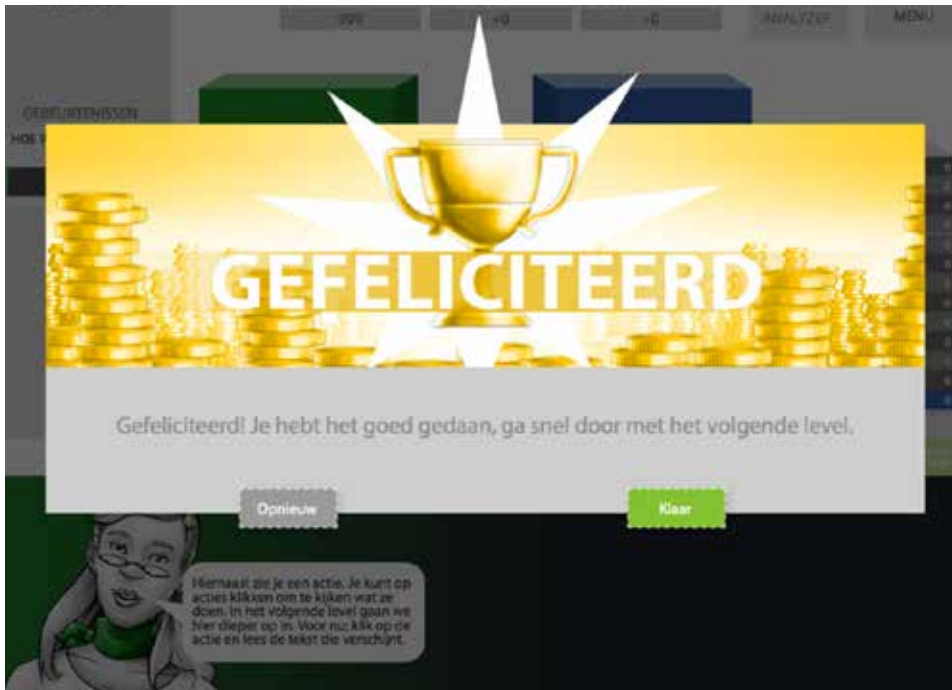 999 +0 +0 ANALYZER MENU
GEBEURTENISSEN
HOE
GEFELICITEERD
Gefeliciteerd! Je hebt het goed gedaan, ga snel door met het volgende level.
Opnieuw Klaar
Hiernaast zie je een actie. Je kunt op
acties klikken om te kijken wat ze
doen. In het volgende level gaan we
hier dieper op in. Voor nu: klik op de
actie en lees de tekst die verschijnt.